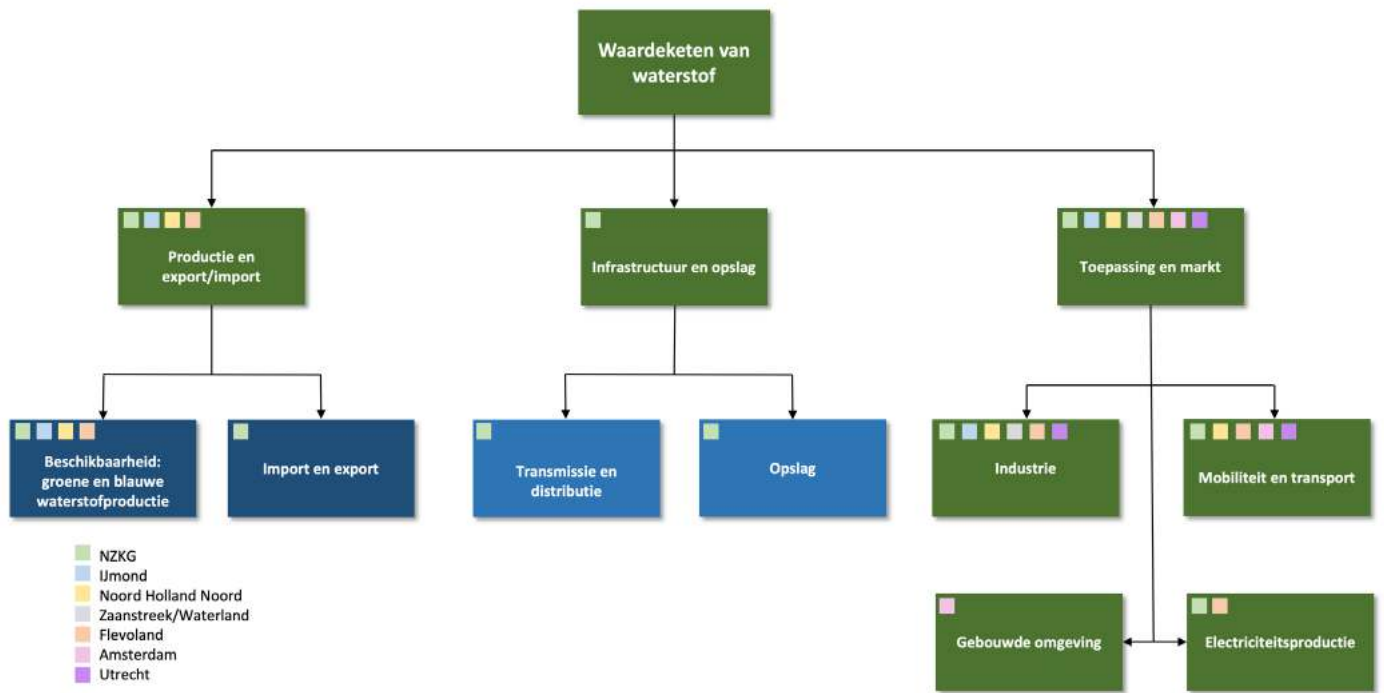 Waardeketen van
waterstof
Productie en
export/import
Infrastructuur en opslag
Toepassing en markt
Beschikbaarheid:
groene en blauwe
waterstofproductie
Import en export
Transmissie en
distributie
Opslag
Industrie
Mobiliteit en transport
NZKG
IJmond
Noord Holland Noord
Zaanstreek/Waterland
Flevoland
Amsterdam
Utrecht
Gebouwde omgeving
Electriciteitsproductie